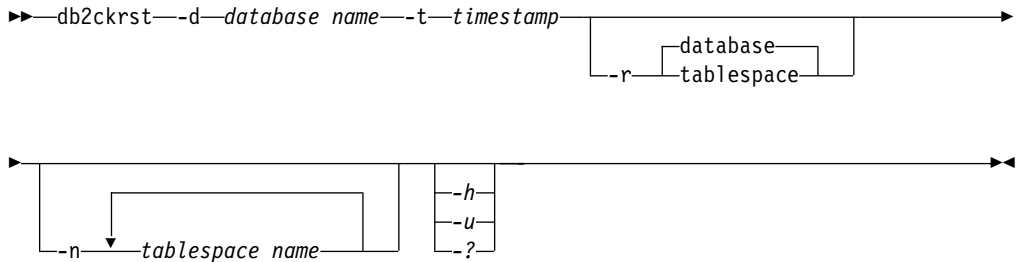 db2ckrst -d database name -t timestamp
database
-r tablespace
-h
-u
-n tablespace name -?